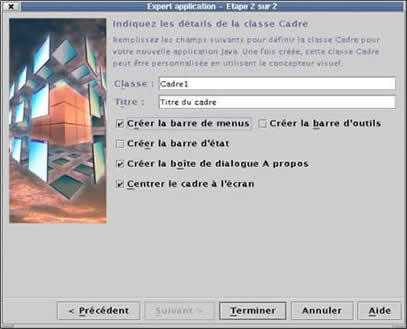 Expert application - Etape 2 sur 2
Indiquez les détails de la classe Cadre
Remplissez les champs suivants pour définir la classe Cadre pour
votre nouvelle application Java. Une fois créée, cette classe Cadre
peut être personnalisée en utilisant le concepteur visuel.
Classe : Cadre1
Titre : Titre du cadre
Créer la barre de menus Créer la barre d'outils
Créer la barre d'état
Créer la boîte de dialogue A propos
Centrer le cadre à l'écran
< Précédent Suivant > Terminer Annuler Aide